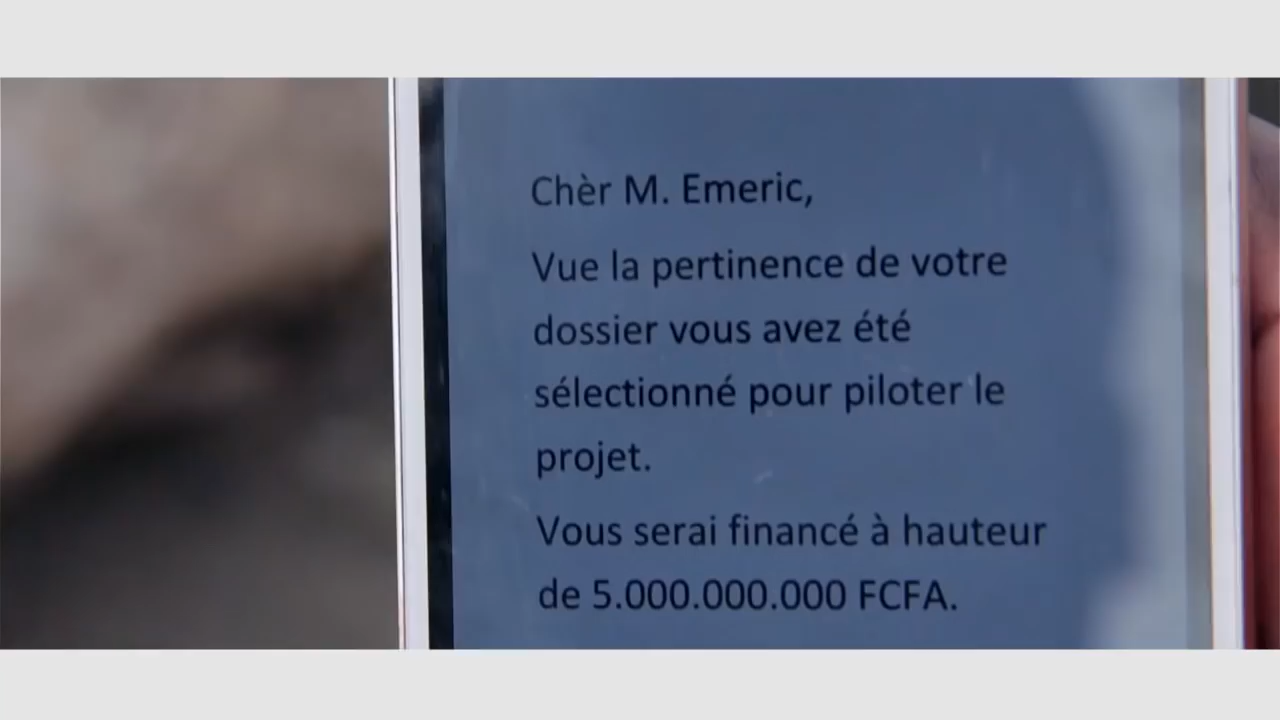 Chèr M. Emeric,
Vue la pertinence de votre
dossier vous avez été
sélectionné pour piloter le
projet.
Vous serai financé à hauteur
de 5.000.000.000 FCFA.